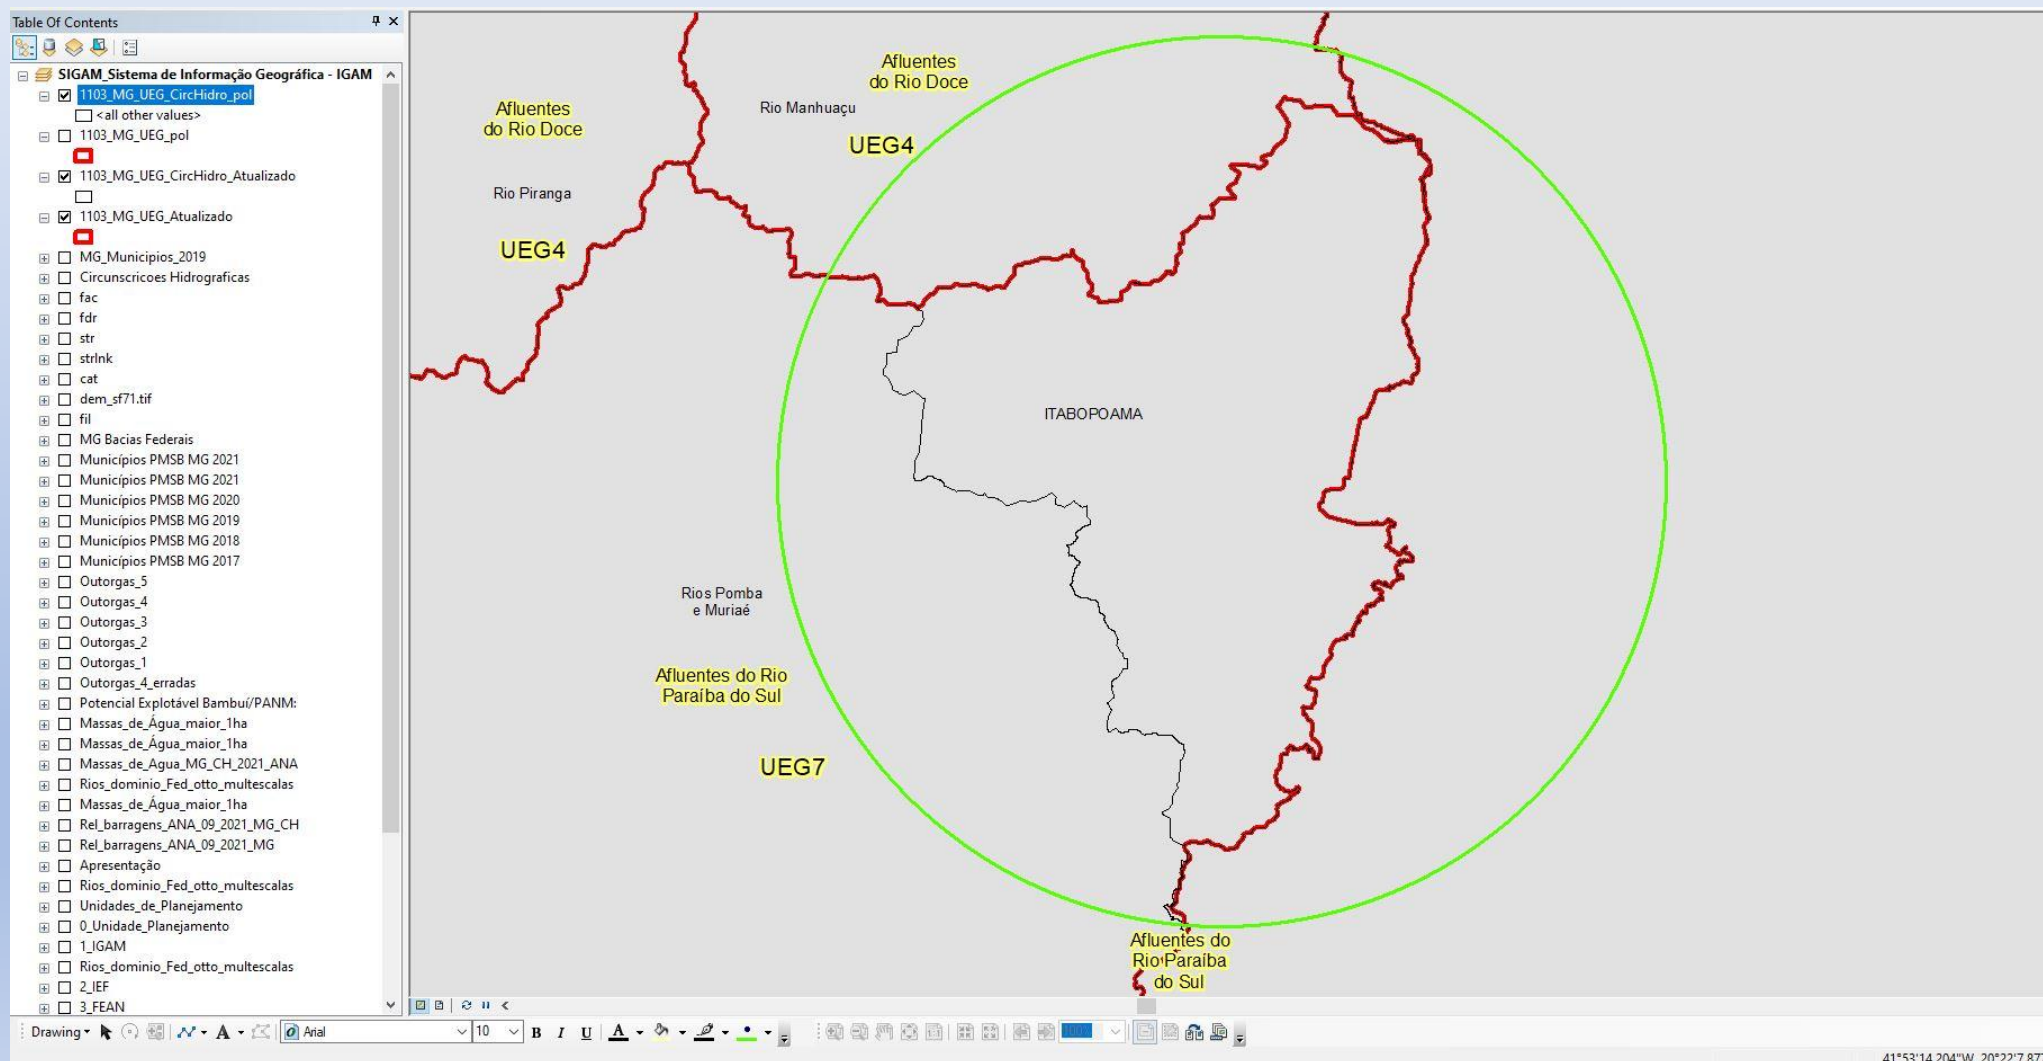 Table Of Contents
SIGAM_Sistema de Informação Geográfica - IGAM
1103_MG_UEG_CircHidro_pol
<all other values>
1103_MG_UEG_pol
1103_MG_UEG_CircHidro_Atualizado
1103_MG_UEG_Atualizado
MG_Municipios_2019
Circunscricoes Hidrograficas
fac
fdr
str
strlnk
cat
dem_sf71.tif
fil
MG Bacias Federais
Municípios PMSB MG 2021
Municípios PMSB MG 2021
Municípios PMSB MG 2020
Municípios PMSB MG 2019
Municípios PMSB MG 2018
Municípios PMSB MG 2017
Outorgas_5
Outorgas_4
Outorgas_3
Outorgas_2
Outorgas_1
Outorgas_4_erradas
Potencial Explotável Bambuí/PANM:
Massas_de_Água_maior_1ha
Massas_de_Água_maior_1ha
Massas_de_Agua_MG_CH_2021_ANA
Rios_dominio_Fed_otto_multescalas
Massas_de_Água_maior_1ha
Rel_barragens_ANA_09_2021_MG_CH
Rel_barragens_ANA_09_2021_MG
Apresentação
Rios_dominio_Fed_otto_multescalas
Unidades_de_Planejamento
0_Unidade_Planejamento
1_IGAM
Rios_dominio_Fed_otto_multescalas
2_IEF
3_FEAN
Afluentes
do Rio Doce
Rio Manhuaçu
UEG4
Afluentes
do Rio Doce
Rio Piranga
UEG4
ITABOPOAMA
Rios Pomba
e Muriaé
Afluentes do Rio
Paraíba do Sul
UEG7
Afluentes do
Rio Paraíba
do Sul
Drawing
A
Arial
10
B I U A
100%
41°53'14,204"W 20°22'7,87